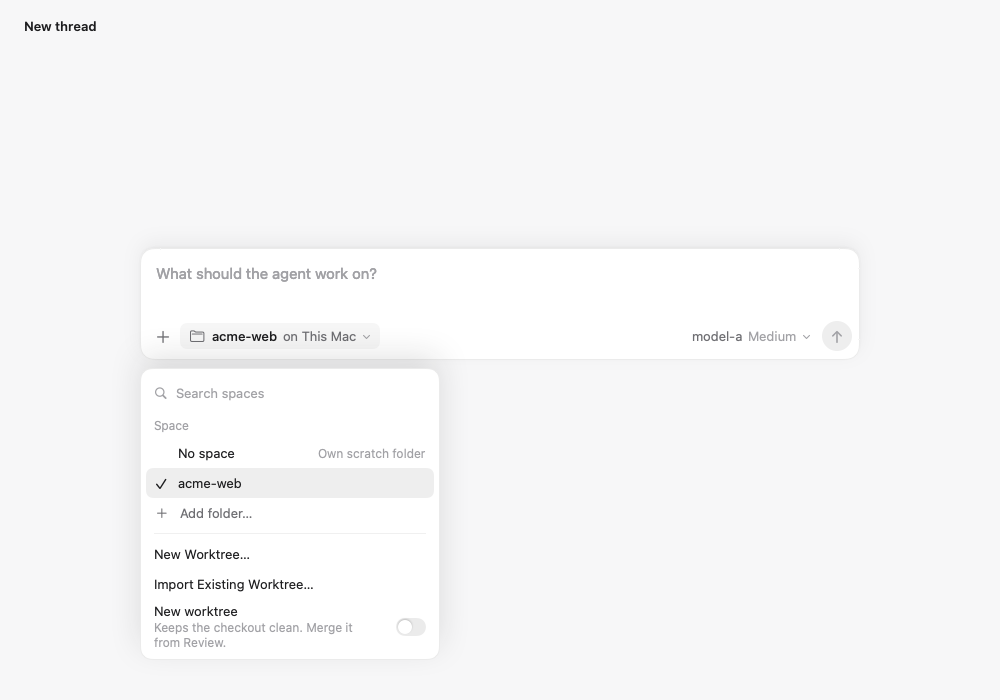 New thread
What should the agent work on?
acme-web on This Mac
model-a Medium
Search spaces
Space
No space Own scratch folder
acme-web
Add folder...
New Worktree...
Import Existing Worktree...
New worktree
Keeps the checkout clean. Merge it
from Review.